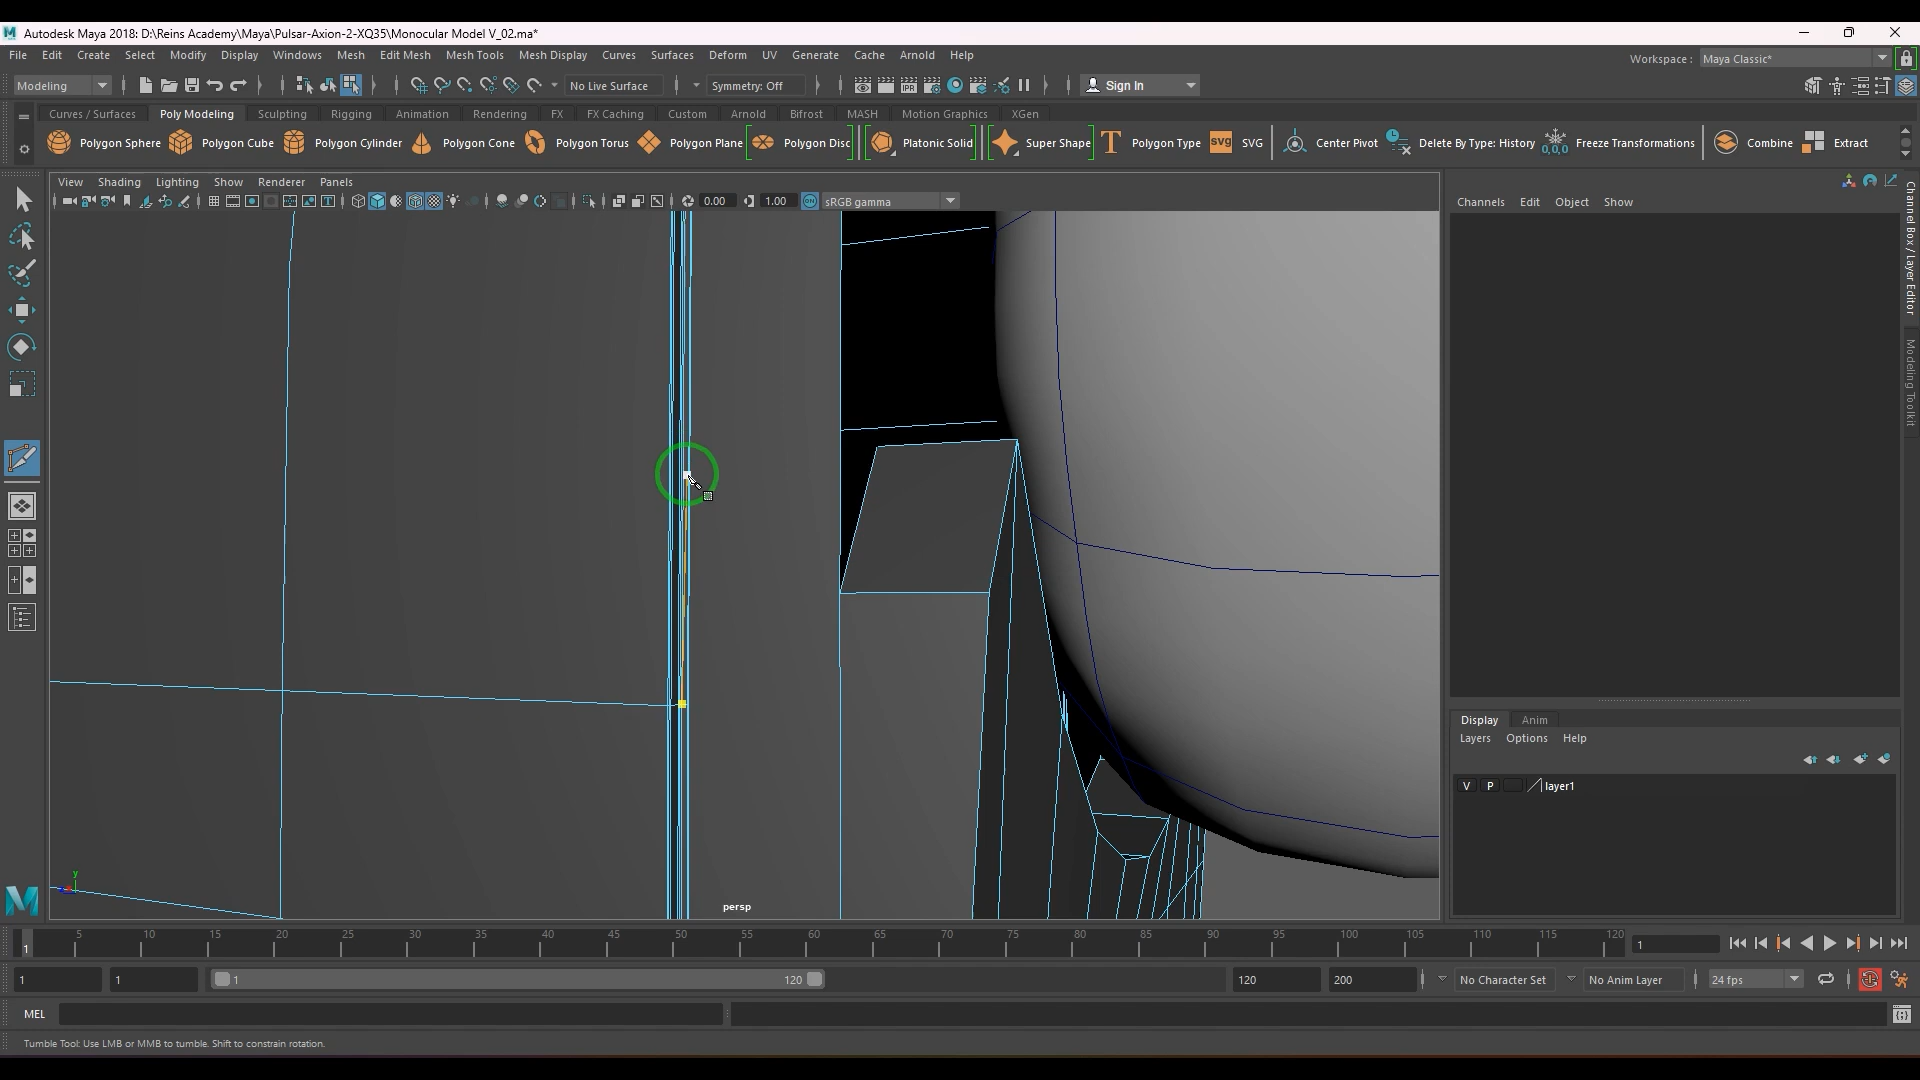 Autodesk Maya 2018: D:\Reins Academy\Maya\Pulsar-Axion-2-XQ35\Monocular Model V_02.ma*
File Edit Create Select Modify Display Windows Mesh Edit Mesh Mesh Tools Mesh Display Curves Surfaces Deform UV Generate Cache Arnold Help
Workspace : Maya Classic*
Modeling No Live Surface Symmetry: Off Sign In
Curves / Surfaces Poly Modeling Sculpting Rigging Animation Rendering FX FX Caching Custom Arnold Bifrost MASH Motion Graphics XGen
Polygon Sphere Polygon Cube Polygon Cylinder Polygon Cone Polygon Torus Polygon Plane Polygon Disc Platonic Solid Super Shape Polygon Type SVG SVG Center Pivot Delete By Type: History 0,0,0 Freeze Transformations Combine Extract
View Shading Lighting Show Renderer Panels
0.00 1.00 ON sRGB gamma
Channels Edit Object Show
Channel Box / Layer Editor
Modeling Toolkit
Display Anim
Layers Options Help
V P layer1
y
persp
5 10 15 20 25 30 35 40 45 50 55 60 65 70 75 80 85 90 95 100 105 110 115 120
1 1
1 1 1 120 120 200 No Character Set No Anim Layer 24 fps
MEL
Tumble Tool: Use LMB or MMB to tumble. Shift to constrain rotation.